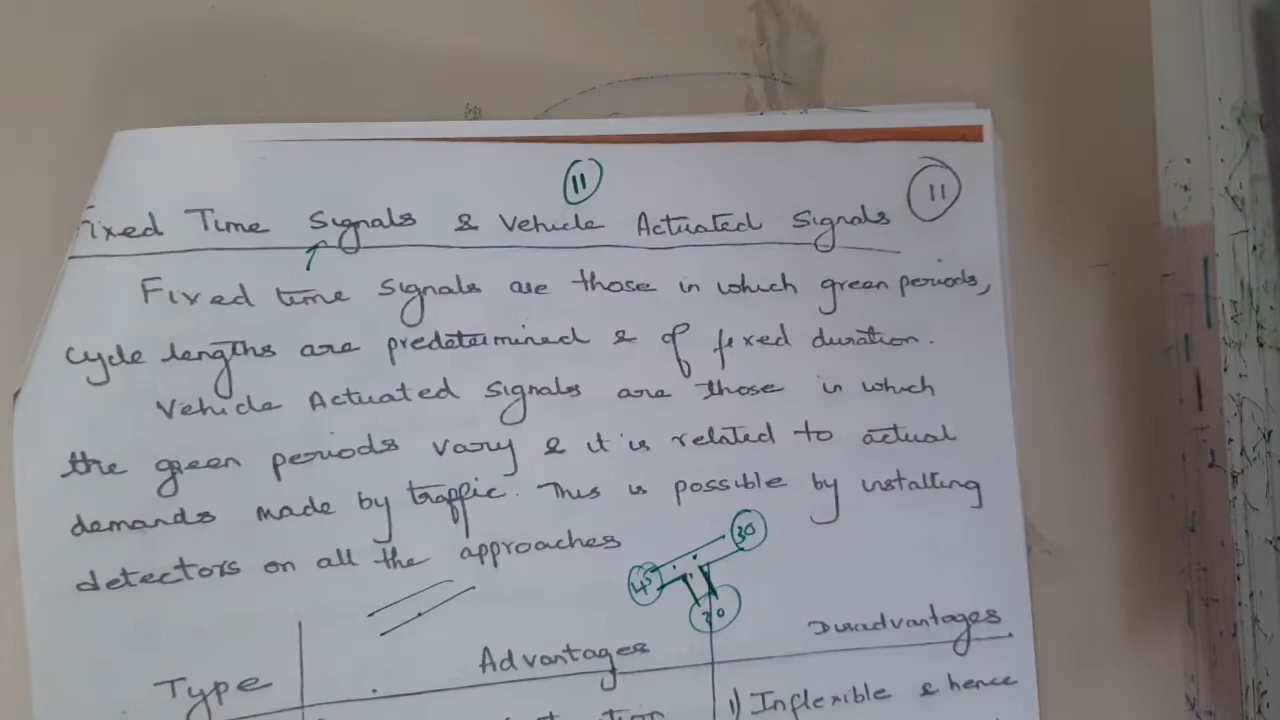 11
Fixed Time Signals & Vehicle Actuated Signals 11
Fixed time signals are those in which green periods,
cycle lengths are predetermined & of fixed duration.
Vehicle Actuated Signals are those in which
the green periods vary & it is related to actual
demands made by traffic. This is possible by installing
detectors on all the approaches
30
45
Type Advantages Disadvantages
1) Inflexible & hence